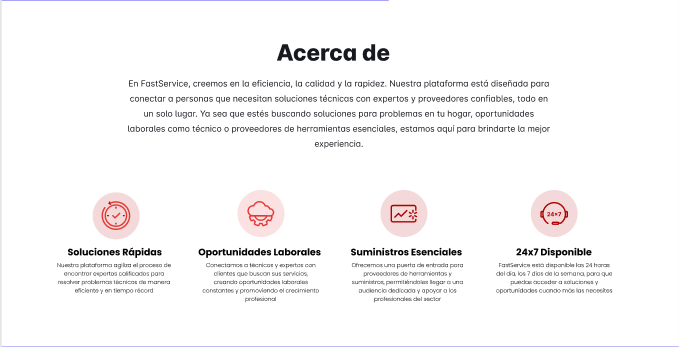 Acerca de
En FastService, creemos en la eficiencia, la calidad y la rapidez. Nuestra plataforma está diseñada para
conectar a personas que necesitan soluciones técnicas con expertos y proveedores confiables, todo en
un solo lugar. Ya sea que estés buscando soluciones para problemas en tu hogar, oportunidades
laborales como técnico o proveedores de herramientas esenciales, estamos aquí para brindarte la mejor
experiencia.
24×7
Soluciones Rápidas
Nuestra plataforma agiliza el proceso de
encontrar expertos calificados para
resolver problemas técnicos de manera
eficiente y en tiempo récord
Oportunidades Laborales
Conectamos a técnicos y expertos con
clientes que buscan sus servicios,
creando oportunidades laborales
constantes y promoviendo el crecimiento
profesional
Suministros Esenciales
Ofrecemos una puerta de entrada para
proveedores de herramientas y
suministros, permitiéndoles llegar a una
audiencia dedicada y apoyar a los
profesionales del sector
24x7 Disponible
FastService está disponible las 24 horas
del día, los 7 días de la semana, para que
puedas acceder a soluciones y
oportunidades cuando más las necesites